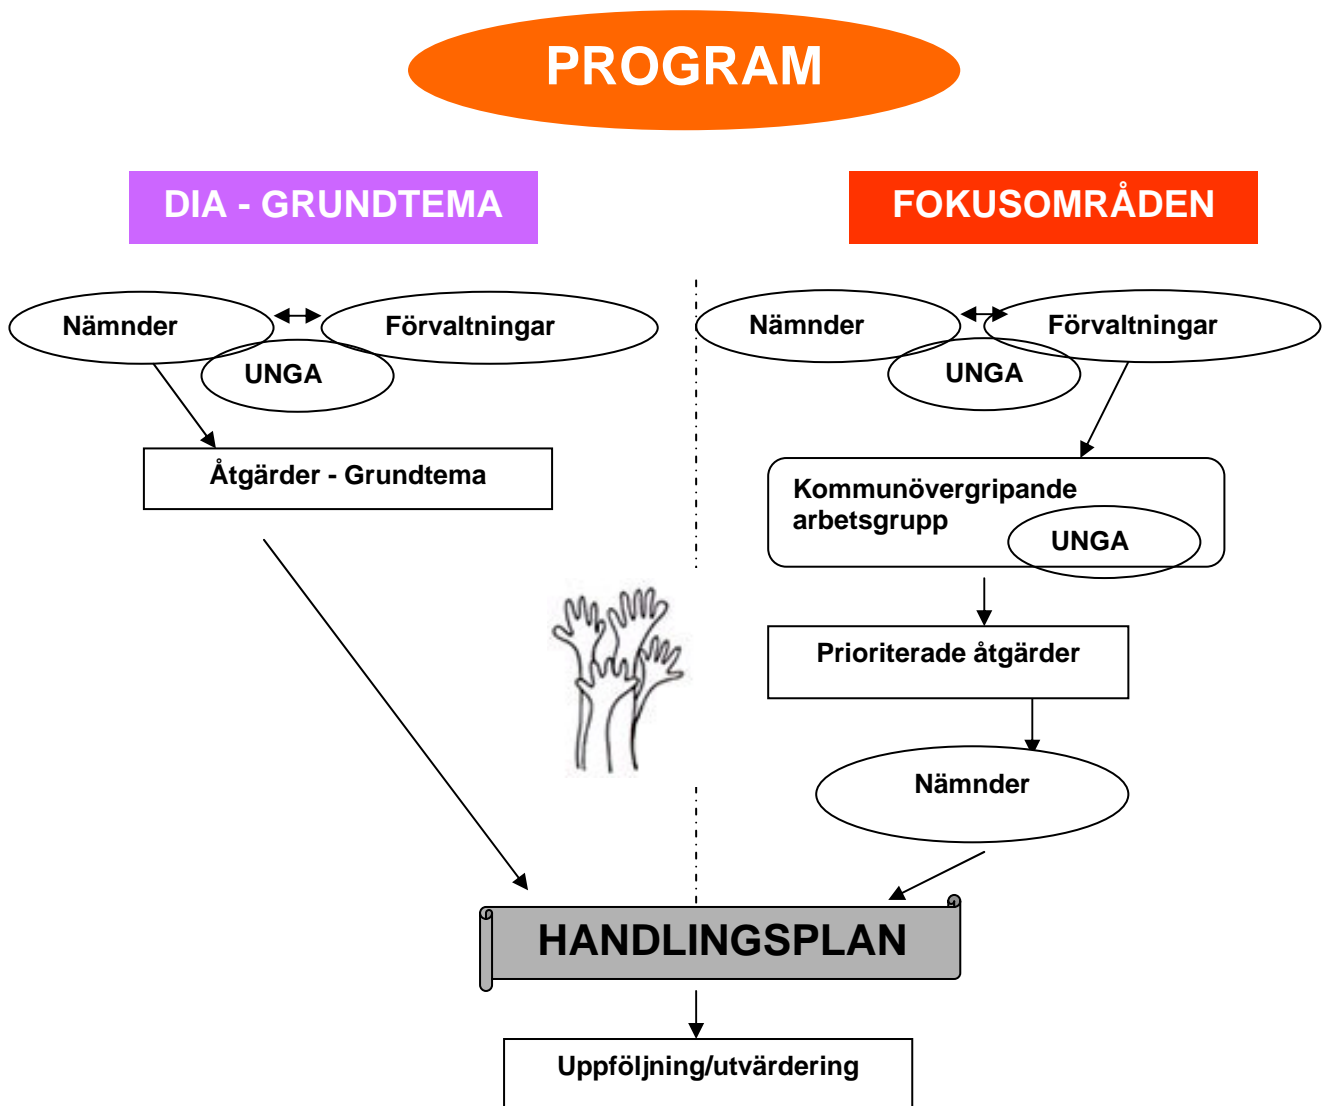 PROGRAM
DIA - GRUNDTEMA
FOKUSOMRÅDEN
Nämnder
Förvaltningar
UNGA
Åtgärder - Grundtema
Nämnder
Förvaltningar
UNGA
Kommunövergripande
arbetsgrupp
UNGA
Prioriterade åtgärder
Nämnder
HANDLINGSPLAN
Uppföljning/utvärdering